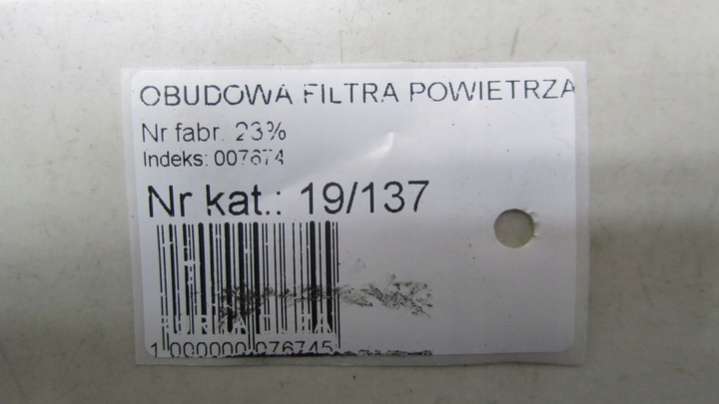 OBUDOWA FILTRA POWIETRZA
Nr fabr. 23%
Indeks: 007674
Nr kat.: 19/137
1 000000 076745